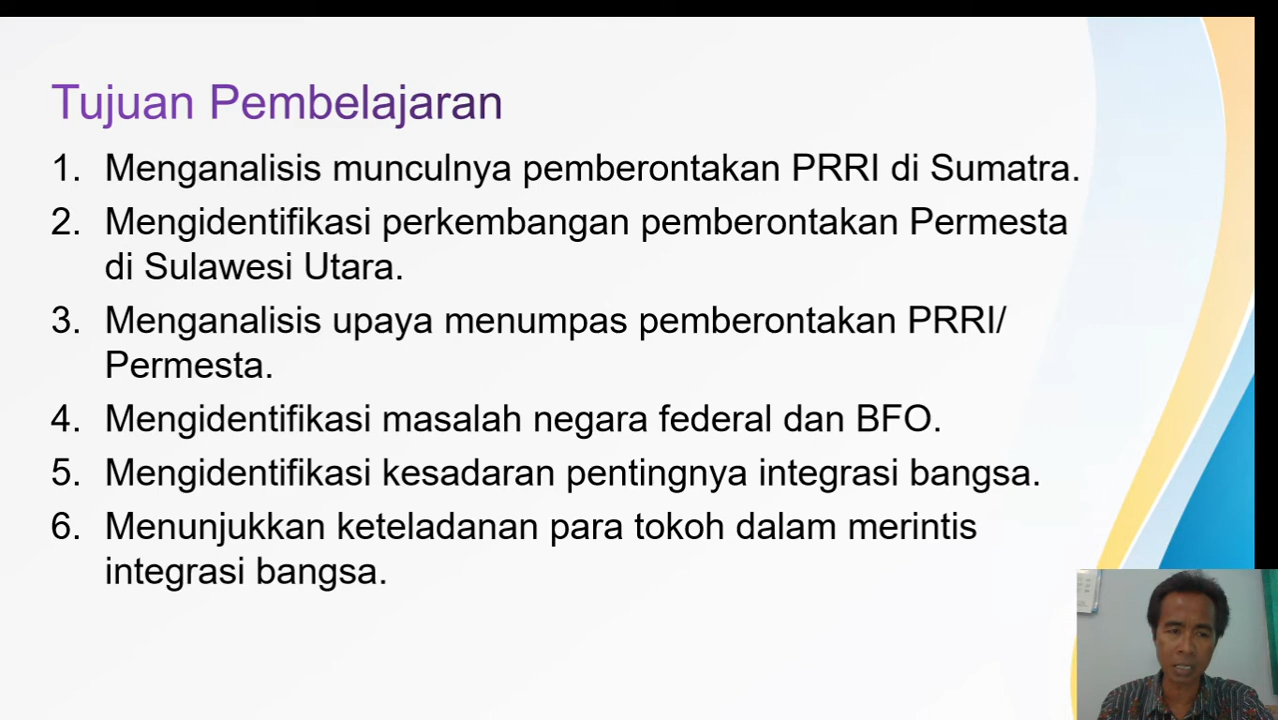 Tujuan Pembelajaran
1. Menganalisis munculnya pemberontakan PRRI di Sumatra.
2. Mengidentifikasi perkembangan pemberontakan Permesta
di Sulawesi Utara.
3. Menganalisis upaya menumpas pemberontakan PRRI/
Permesta.
4. Mengidentifikasi masalah negara federal dan BFO.
5. Mengidentifikasi kesadaran pentingnya integrasi bangsa.
6. Menunjukkan keteladanan para tokoh dalam merintis
integrasi bangsa.